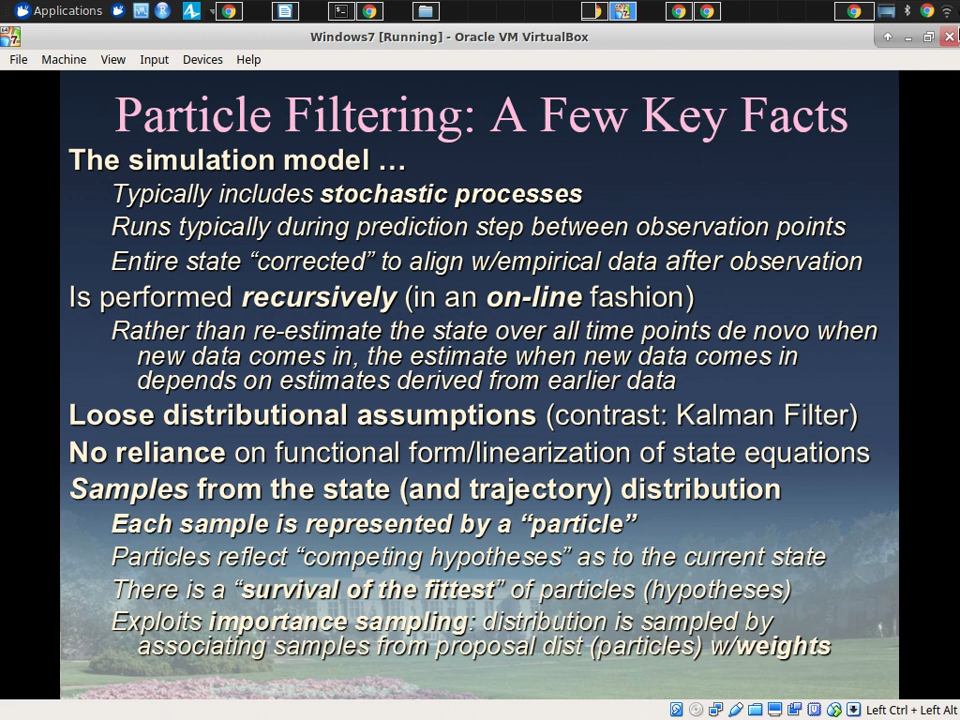 Applications
Windows7 [Running] - Oracle VM VirtualBox
File Machine View Input Devices Help
Particle Filtering: A Few Key Facts
The simulation model …
Typically includes stochastic processes
Runs typically during prediction step between observation points
Entire state “corrected” to align w/empirical data after observation
Is performed recursively (in an on-line fashion)
Rather than re-estimate the state over all time points de novo when
new data comes in, the estimate when new data comes in
depends on estimates derived from earlier data
Loose distributional assumptions (contrast: Kalman Filter)
No reliance on functional form/linearization of state equations
Samples from the state (and trajectory) distribution
Each sample is represented by a “particle”
Particles reflect “competing hypotheses” as to the current state
There is a “survival of the fittest” of particles (hypotheses)
Exploits importance sampling: distribution is sampled by
associating samples from proposal dist (particles) w/weights
Left Ctrl + Left Alt